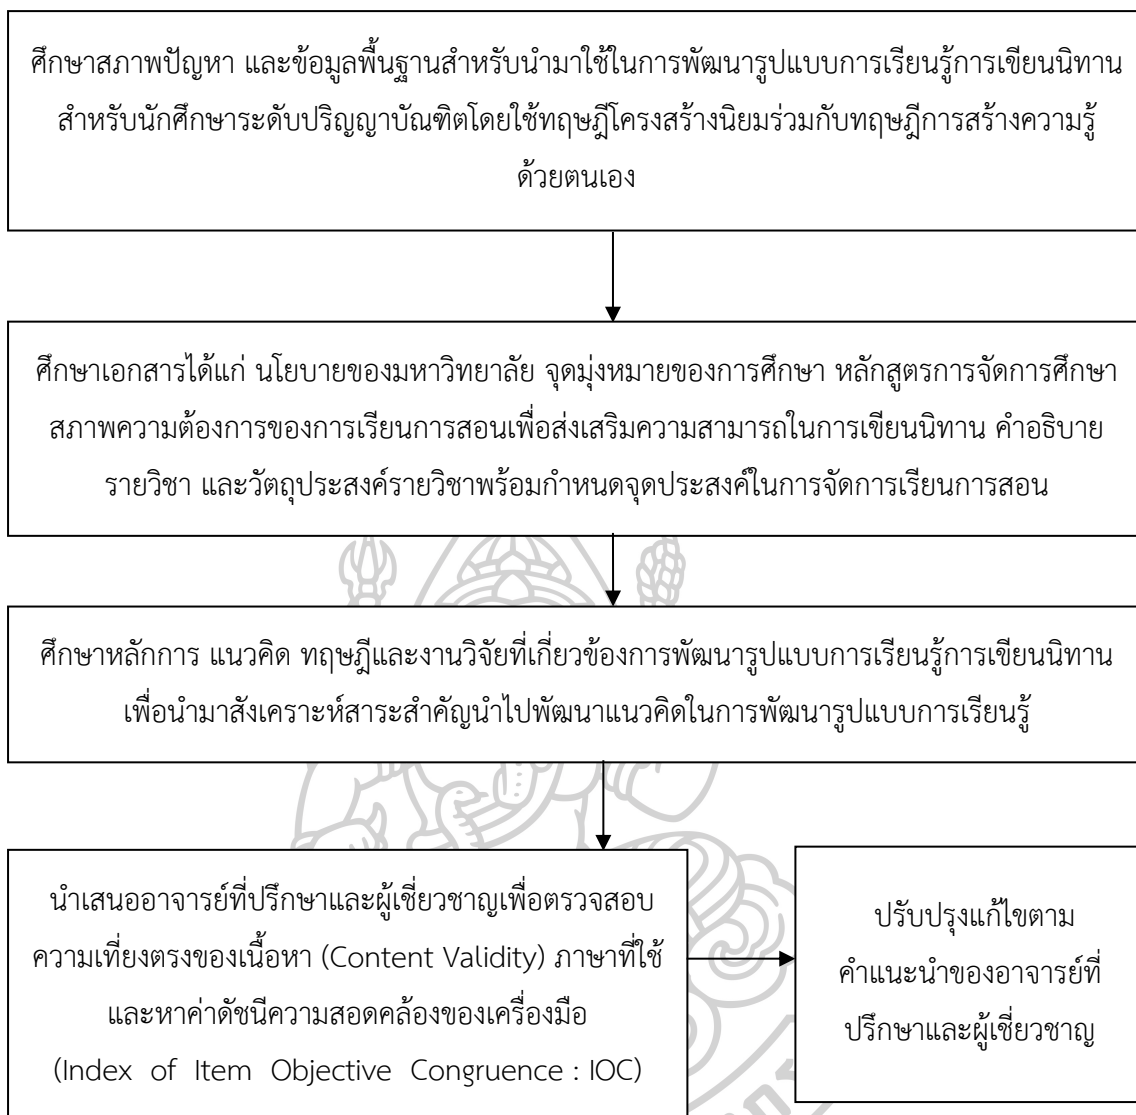 ศึกษาสภาพปัญหา และข้อมูลพื้นฐานสำหรับนำมาใช้ในการพัฒนารูปแบบการเรียนรู้การเขียนนิทาน
สำหรับนักศึกษาระดับปริญญาบัณฑิตโดยใช้ทฤษฎีโครงสร้างนิยมร่วมกับทฤษฎีการสร้างความรู้
ด้วยตนเอง
ศึกษาเอกสารได้แก่ นโยบายของมหาวิทยาลัย จุดมุ่งหมายของการศึกษา หลักสูตรการจัดการศึกษา
สภาพความต้องการของการเรียนการสอนเพื่อส่งเสริมความสามารถในการเขียนนิทาน คำอธิบาย
รายวิชา และวัตถุประสงค์รายวิชาพร้อมกำหนดจุดประสงค์ในการจัดการเรียนการสอน
ศึกษาหลักการ แนวคิด ทฤษฎีและงานวิจัยที่เกี่ยวข้องการพัฒนารูปแบบการเรียนรู้การเขียนนิทาน
เพื่อนำมาสังเคราะห์สาระสำคัญนำไปพัฒนาแนวคิดในการพัฒนารูปแบบการเรียนรู้
นำเสนออาจารย์ที่ปรึกษาและผู้เชี่ยวชาญเพื่อตรวจสอบ
ความเที่ยงตรงของเนื้อหา (Content Validity) ภาษาที่ใช้
และหาค่าดัชนีความสอดคล้องของเครื่องมือ
(Index of Item Objective Congruence : IOC)
ปรับปรุงแก้ไขตาม
คำแนะนำของอาจารย์ที่
ปรึกษาและผู้เชี่ยวชาญ